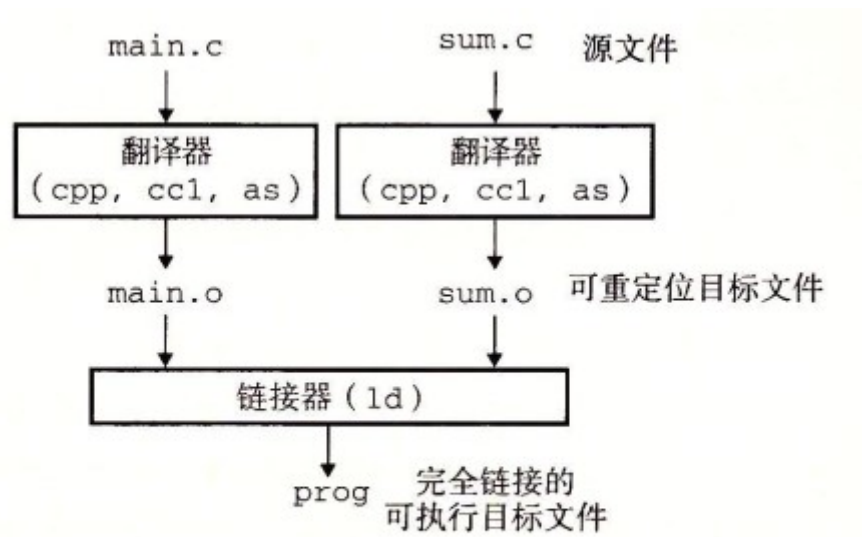 main.c
sum.c
源文件
翻译器
(cpp, cc1, as)
翻译器
(cpp, cc1, as)
main.o
sum.o
可重定位目标文件
链接器(ld)
prog
完全链接的
可执行目标文件